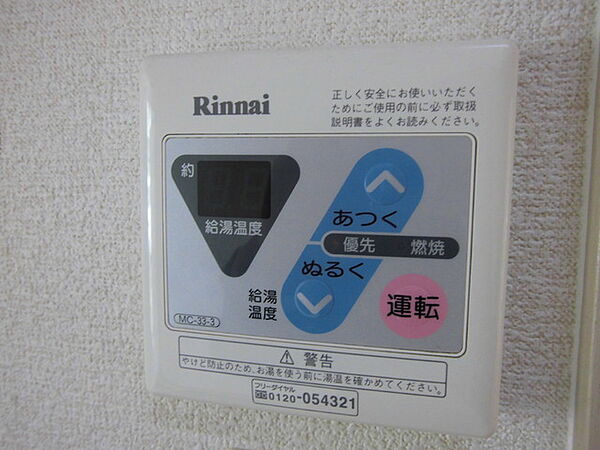 Rinnai
正しく安全にお使いいただく
ためにご使用の前に必ず取扱
説明書をよくお読みください。
約
給湯温度
あつく
優先 燃焼
ぬるく
給湯
温度
運転
MC-33-3
⚠ 警告
やけど防止のため、お湯を使う前に湯温を確かめてください。
フリーダイヤル
0120-054321